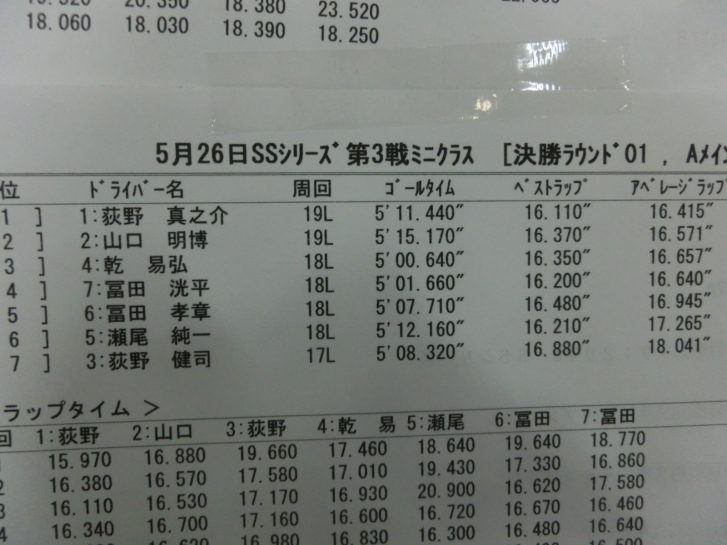 20.350 18.380 23.520
18.060 18.030 18.390 18.250
5月26日SSシリーズ 第3戦ミニクラス [決勝ラウンド01 , Aメイン
位 ドライバー名 周回 ゴールタイム ベストラップ アベレージラップ
1 ] 1:荻野 真之介 19L 5'11.440" 16.110" 16.415"
2 ] 2:山口 明博 19L 5'15.170" 16.370" 16.571"
3 ] 4:乾 易弘 18L 5'00.640" 16.350" 16.657"
4 ] 7:冨田 洸平 18L 5'01.660" 16.200" 16.640"
5 ] 6:冨田 孝章 18L 5'07.710" 16.480" 16.945"
6 ] 5:瀬尾 純一 18L 5'12.160" 16.210" 17.265"
7 ] 3:荻野 健司 17L 5'08.320" 16.880" 18.041"
ラップタイム >
回 1:荻野 2:山口 3:荻野 4:乾 易 5:瀬尾 6:冨田 7:冨田
1 15.970 16.880 19.660 17.460 18.640 19.640 18.770
2 16.380 16.570 17.580 17.010 19.430 17.330 16.860
3 16.110 16.530 17.170 16.930 20.900 16.620 17.580
4 16.340 16.700 17.160 16.600 16.720 16.670 16.460
16.980 16.830 16.300 16.480 16.640